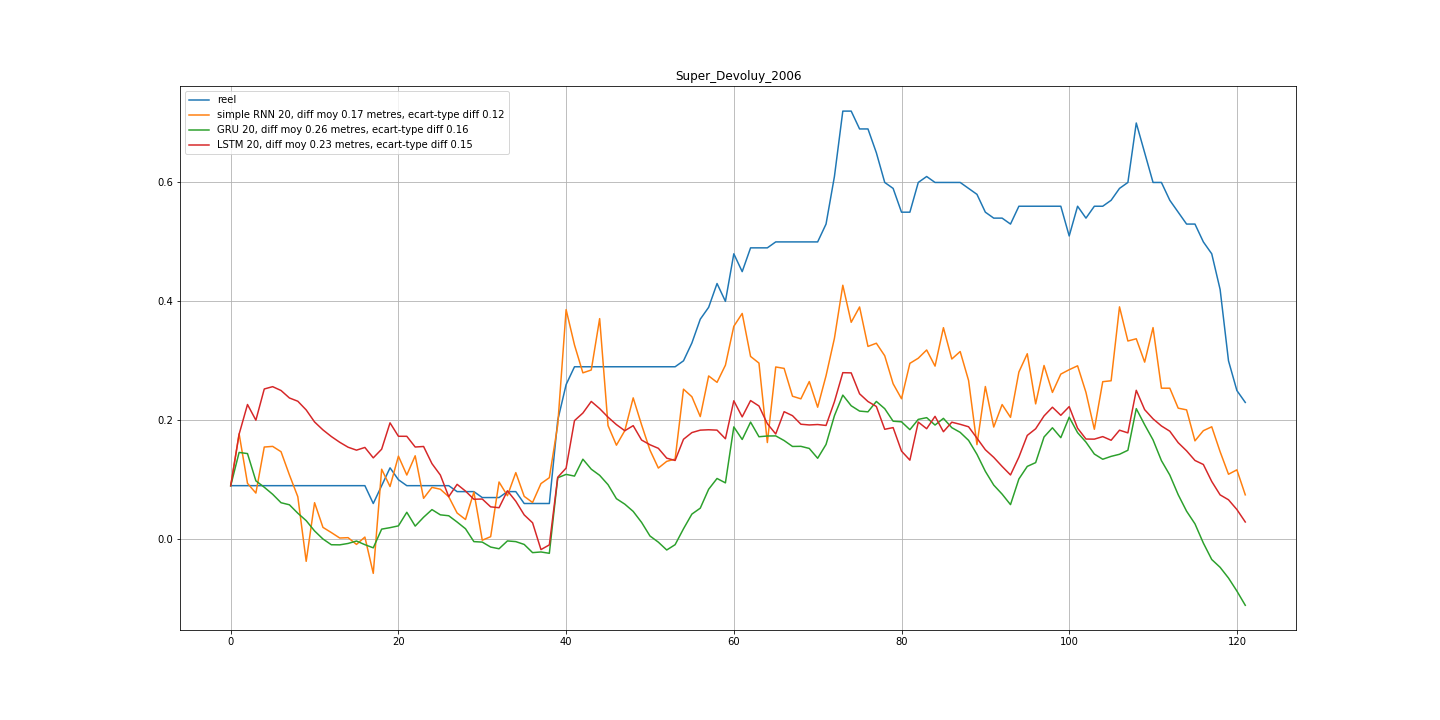 Super_Devoluy_2006
reel
simple RNN 20, diff moy 0.17 metres, ecart-type diff 0.12
GRU 20, diff moy 0.26 metres, ecart-type diff 0.16
LSTM 20, diff moy 0.23 metres, ecart-type diff 0.15
0.6
0.4
0.2
0.0
0 20 40 60 80 100 120